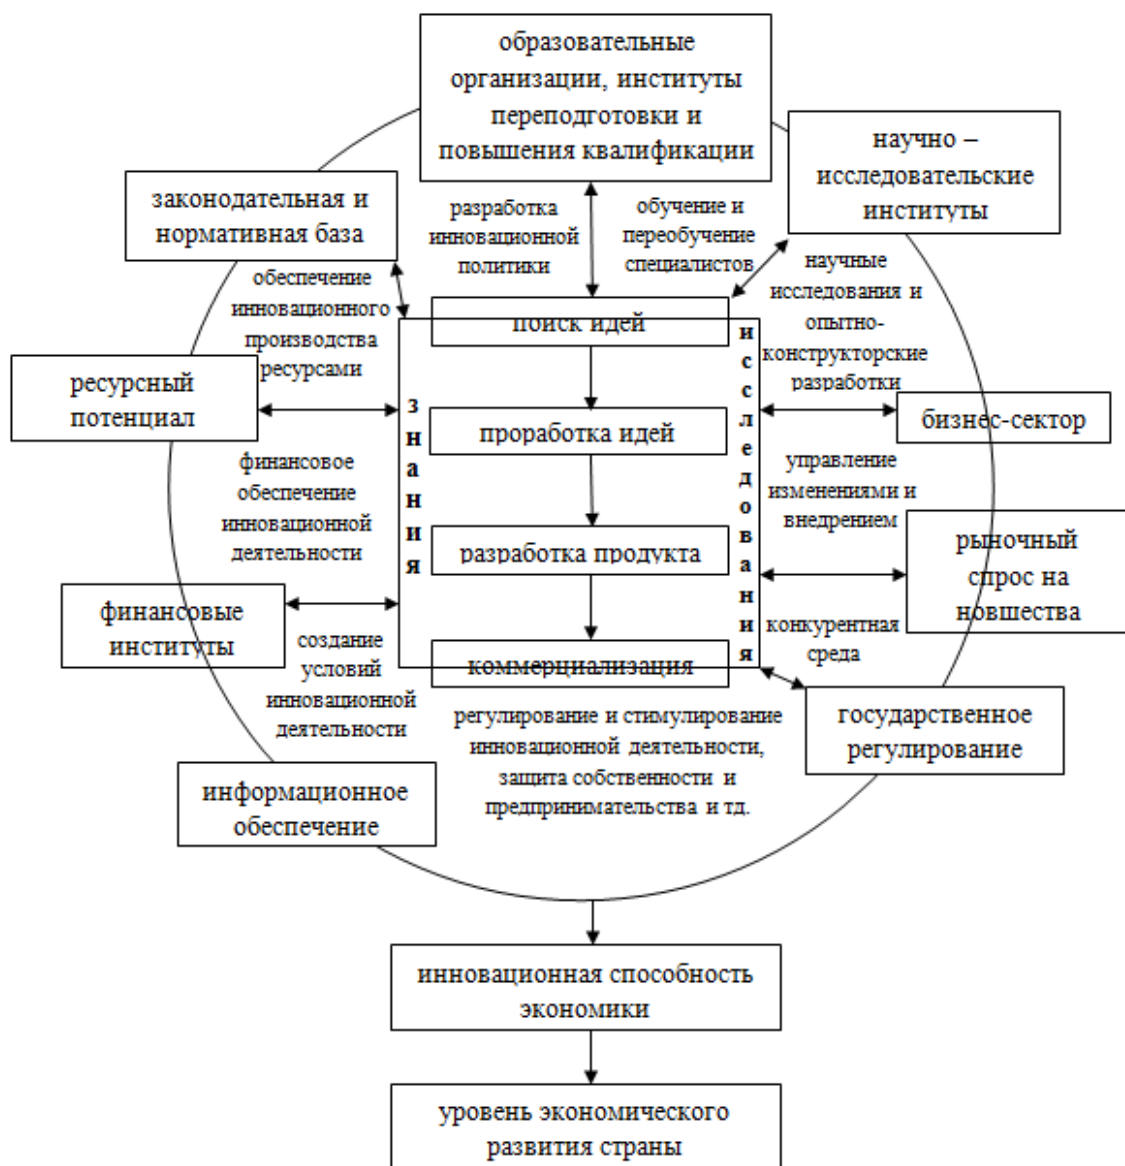 образовательные
организации, институты
переподготовки и
повышения квалификации
научно –
исследовательские
институты
законодательная и
нормативная база
разработка
инновационной
политики
обучение и
переобучение
специалистов
научные
исследования и
опытно-
конструкторские
разработки
обеспечение
инновационного
производства
ресурсами
поиск идей
ресурсный
потенциал
знания
исследования
проработка идей
бизнес-сектор
финансовое
обеспечение
инновационной
деятельности
управление
изменениями и
внедрением
разработка продукта
рыночный
спрос на
новшества
финансовые
институты
создание
условий
инновационной
деятельности
коммерциализация
конкурентная
среда
регулирование и стимулирование
инновационной деятельности,
защита собственности и
предпринимательства и тд.
государственное
регулирование
информационное
обеспечение
инновационная способность
экономики
уровень экономического
развития страны